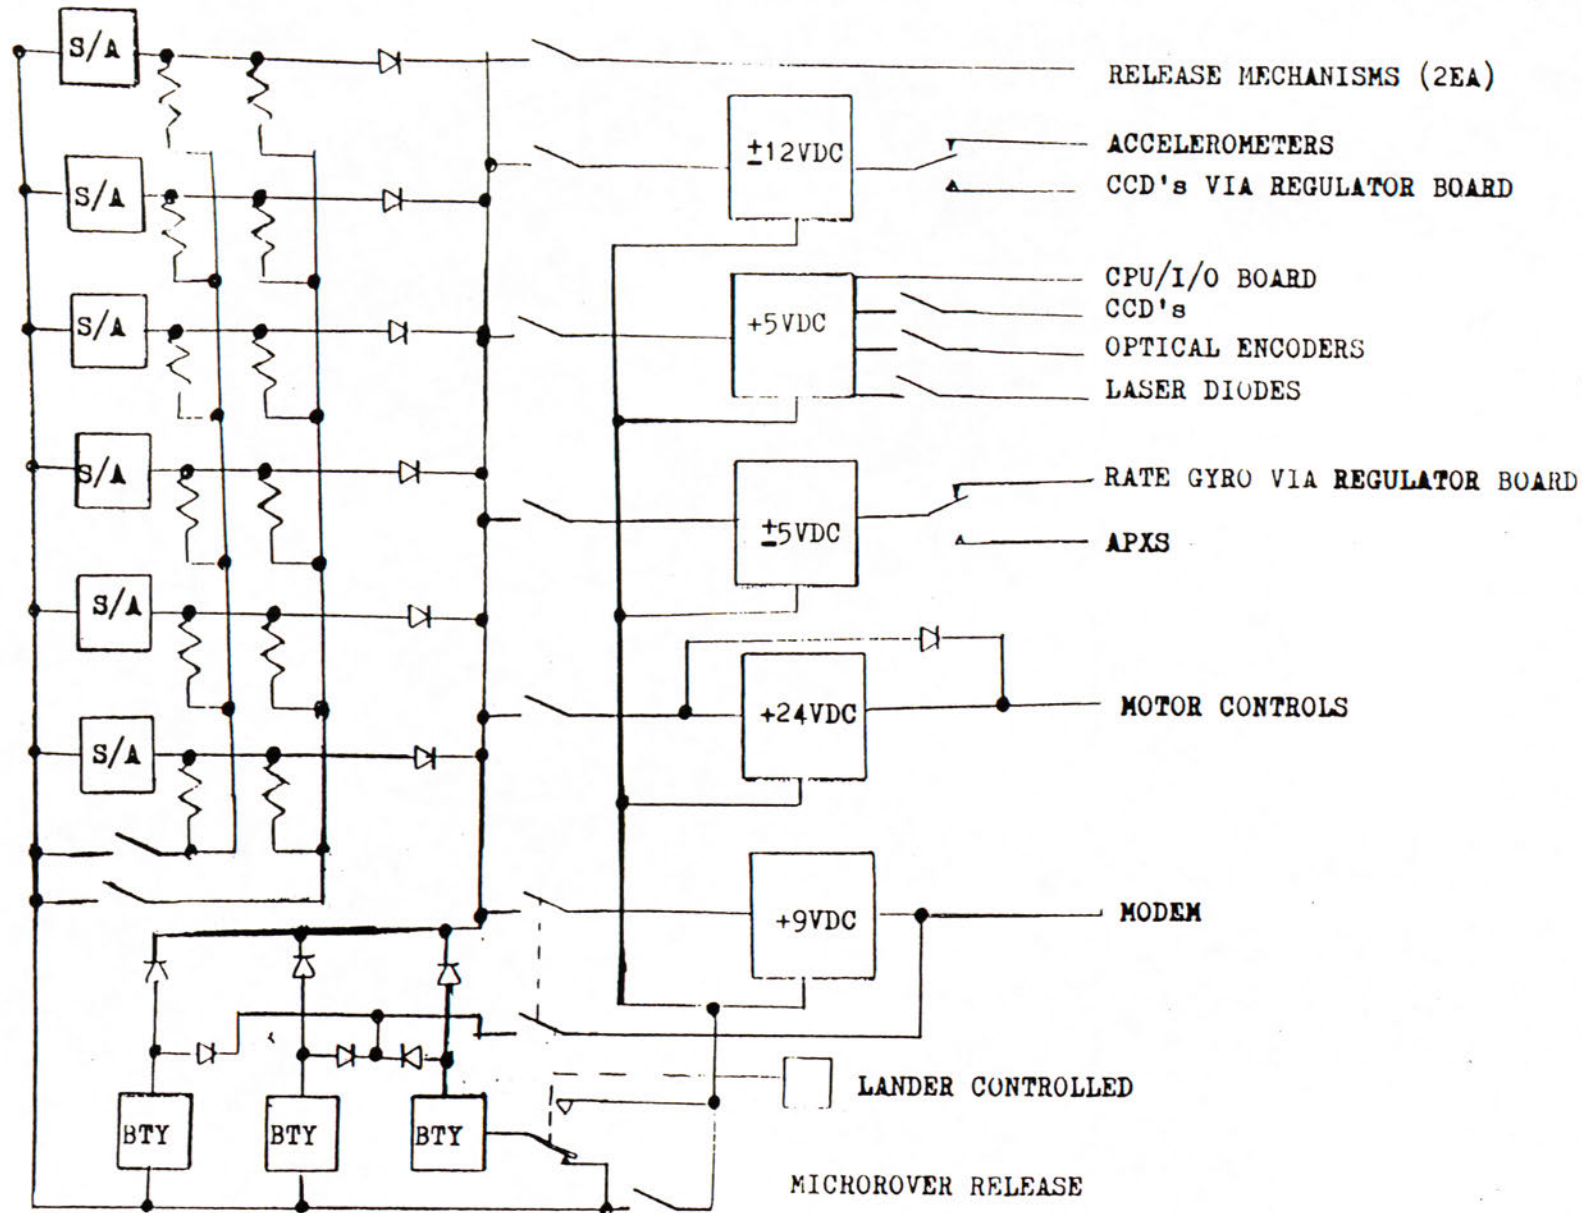 S/A
RELEASE MECHANISMS (2EA)
±12VDC
ACCELEROMETERS
S/A
CCD's VIA REGULATOR BOARD
CPU/I/O BOARD
S/A
+5VDC
CCD's
OPTICAL ENCODERS
LASER DIODES
S/A
RATE GYRO VIA REGULATOR BOARD
±5VDC
APXS
S/A
+24VDC
MOTOR CONTROLS
S/A
+9VDC
MODEM
LANDER CONTROLLED
BTY
BTY
BTY
MICHOROVER RELEASE